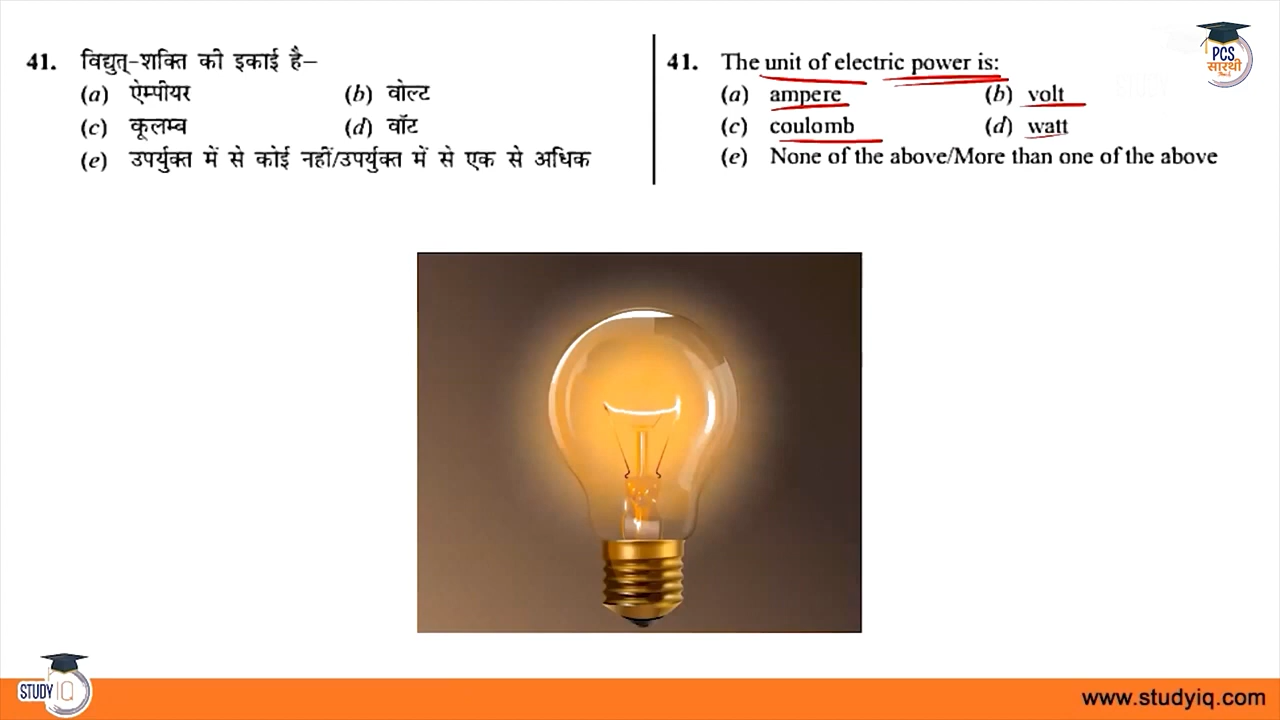 41. विद्युत्-शक्ति की इकाई है–
(a) ऐम्पीयर (b) वोल्ट
(c) कूलम्ब (d) वॉट
(e) उपर्युक्त में से कोई नहीं/उपर्युक्त में से एक से अधिक
41. The unit of electric power is:
(a) ampere (b) volt
(c) coulomb (d) watt
(e) None of the above/More than one of the above
PCS
सारथी
STUDY IQ
www.studyiq.com